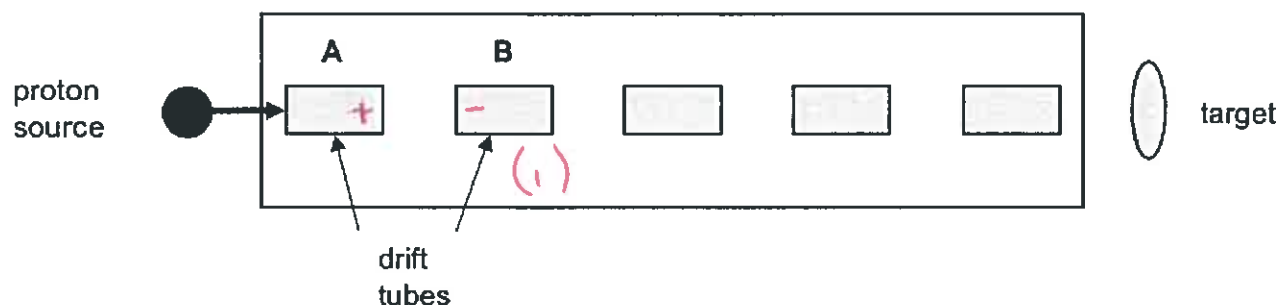 A B
proton
source
+ -
target
(1)
drift
tubes